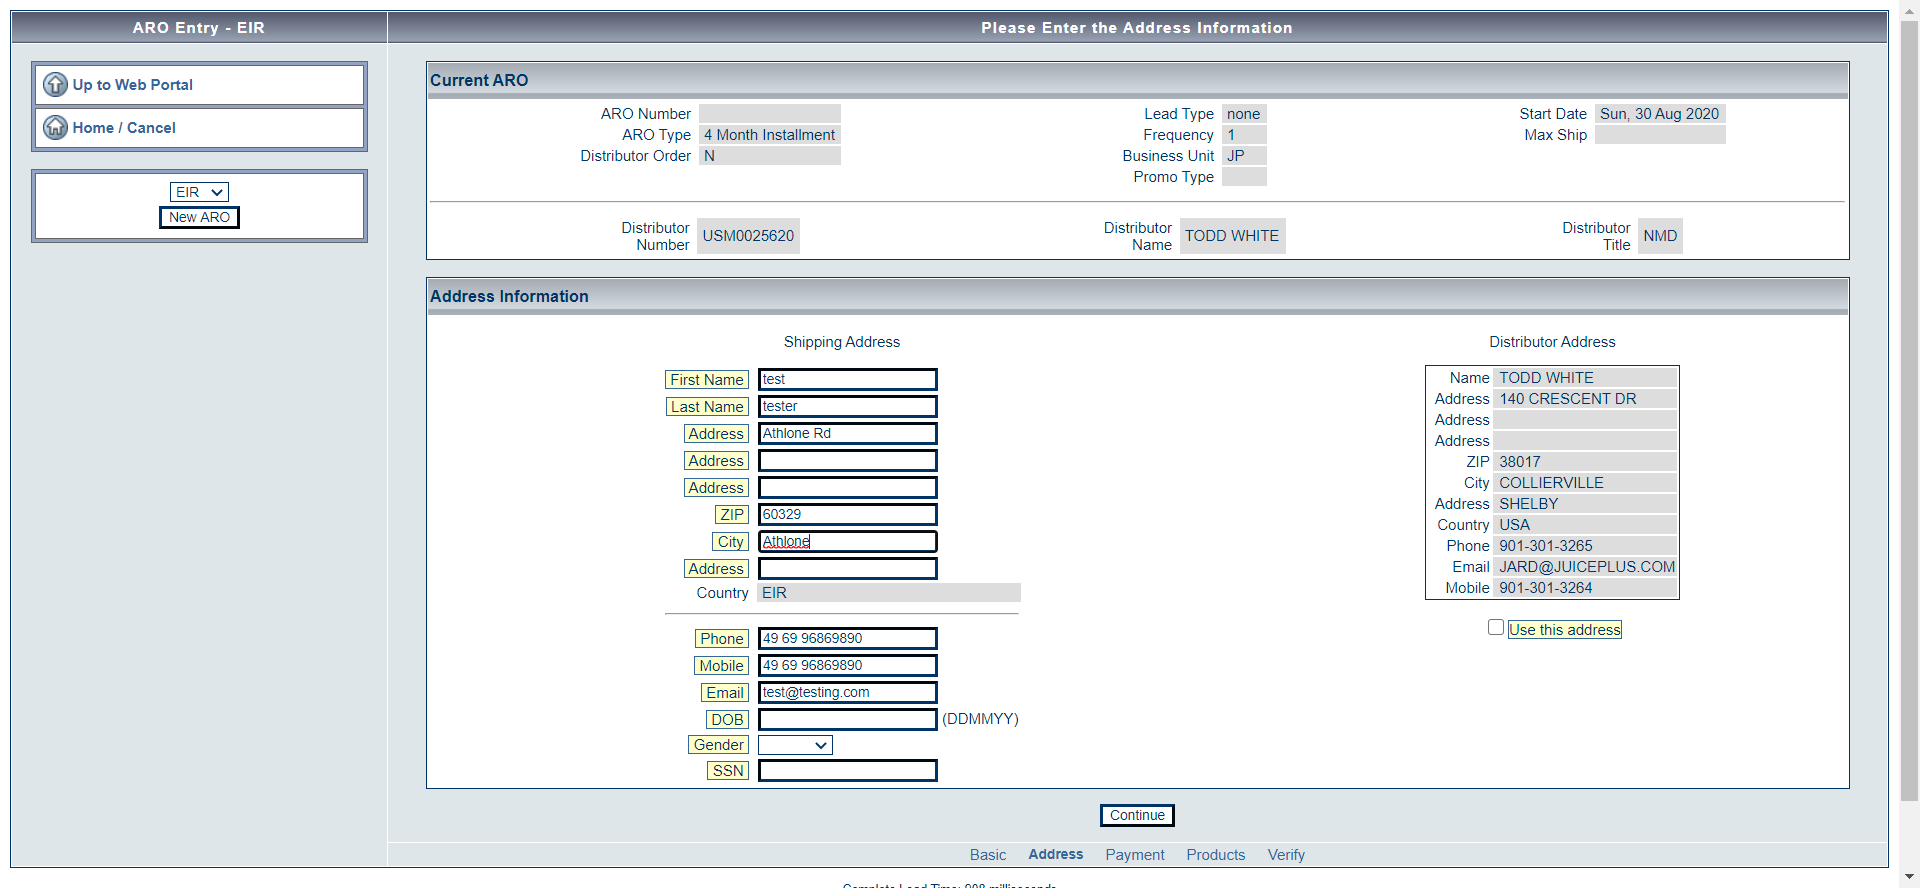 ARO Entry - EIR
Please Enter the Address Information
Up to Web Portal
Home / Cancel
EIR
New ARO
Current ARO
ARO Number
ARO Type 4 Month Installment
Distributor Order N
Lead Type none
Frequency 1
Business Unit JP
Promo Type
Start Date Sun, 30 Aug 2020
Max Ship
Distributor Number USM0025620
Distributor Name TODD WHITE
Distributor Title NMD
Address Information
Shipping Address
First Name test
Last Name tester
Address Athlone Rd
Address
Address
ZIP 60329
City Athlone
Address
Country EIR
Phone 49 69 96869890
Mobile 49 69 96869890
Email test@testing.com
DOB (DDMMYY)
Gender
SSN
Distributor Address
Name TODD WHITE
Address 140 CRESCENT DR
Address
Address
ZIP 38017
City COLLIERVILLE
Address SHELBY
Country USA
Phone 901-301-3265
Email JARD@JUICEPLUS.COM
Mobile 901-301-3264
Use this address
Continue
Basic Address Payment Products Verify
Complete Load Time: 908 milliseconds